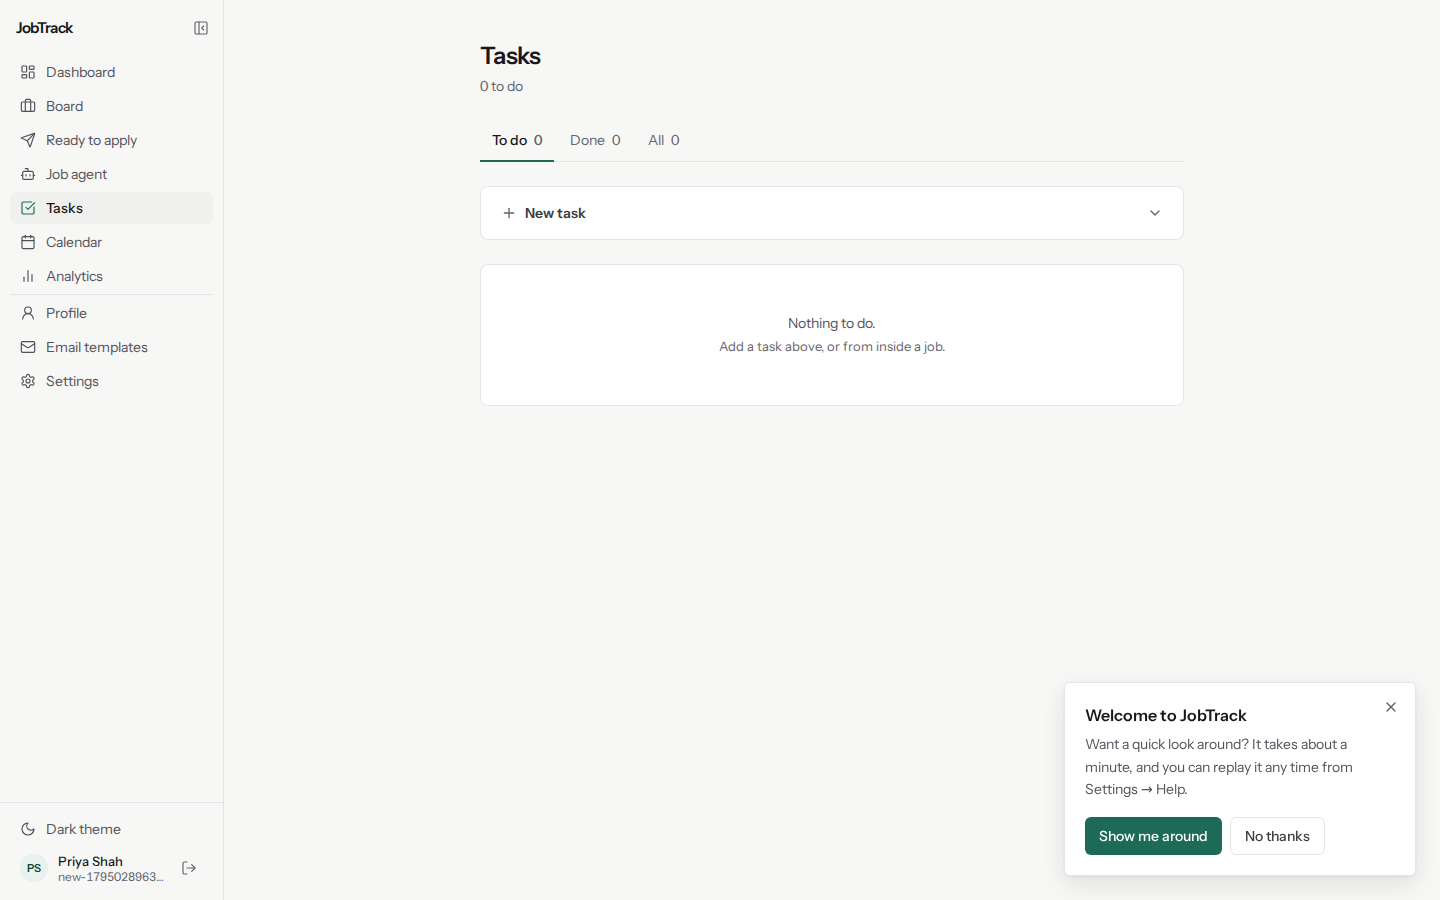 JobTrack
Dashboard
Board
Ready to apply
Job agent
Tasks
Calendar
Analytics
Profile
Email templates
Settings
Dark theme
PS
Priya Shah
new-1795028963...
Tasks
0 to do
To do 0
Done 0
All 0
New task
Nothing to do.
Add a task above, or from inside a job.
Welcome to JobTrack
Want a quick look around? It takes about a
minute, and you can replay it any time from
Settings → Help.
Show me around
No thanks